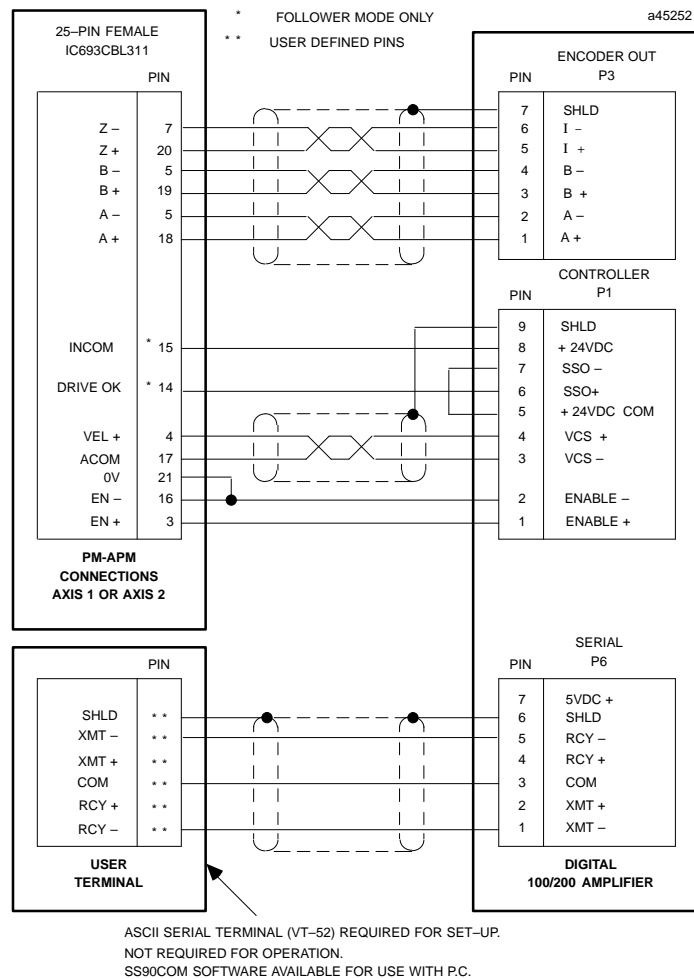 * FOLLOWER MODE ONLY
* * USER DEFINED PINS
a45252
25–PIN FEMALE
IC693CBL311
PIN
Z – 7
Z + 20
B – 5
B + 19
A – 5
A + 18
INCOM * 15
DRIVE OK * 14
VEL + 4
ACOM 17
0V 21
EN – 16
EN + 3
PM-APM
CONNECTIONS
AXIS 1 OR AXIS 2
ENCODER OUT
PIN P3
7 SHLD
6 I –
5 I +
4 B –
3 B +
2 A –
1 A +
CONTROLLER
PIN P1
9 SHLD
8 + 24VDC
7 SSO –
6 SSO+
5 + 24VDC COM
4 VCS +
3 VCS –
2 ENABLE –
1 ENABLE +
PIN
SHLD * *
XMT – * *
XMT + * *
COM * *
RCY + * *
RCY – * *
USER
TERMINAL
SERIAL
PIN P6
7 5VDC +
6 SHLD
5 RCY –
4 RCY +
3 COM
2 XMT +
1 XMT –
DIGITAL
100/200 AMPLIFIER
ASCII SERIAL TERMINAL (VT–52) REQUIRED FOR SET–UP.
NOT REQUIRED FOR OPERATION.
SS90COM SOFTWARE AVAILABLE FOR USE WITH P.C.